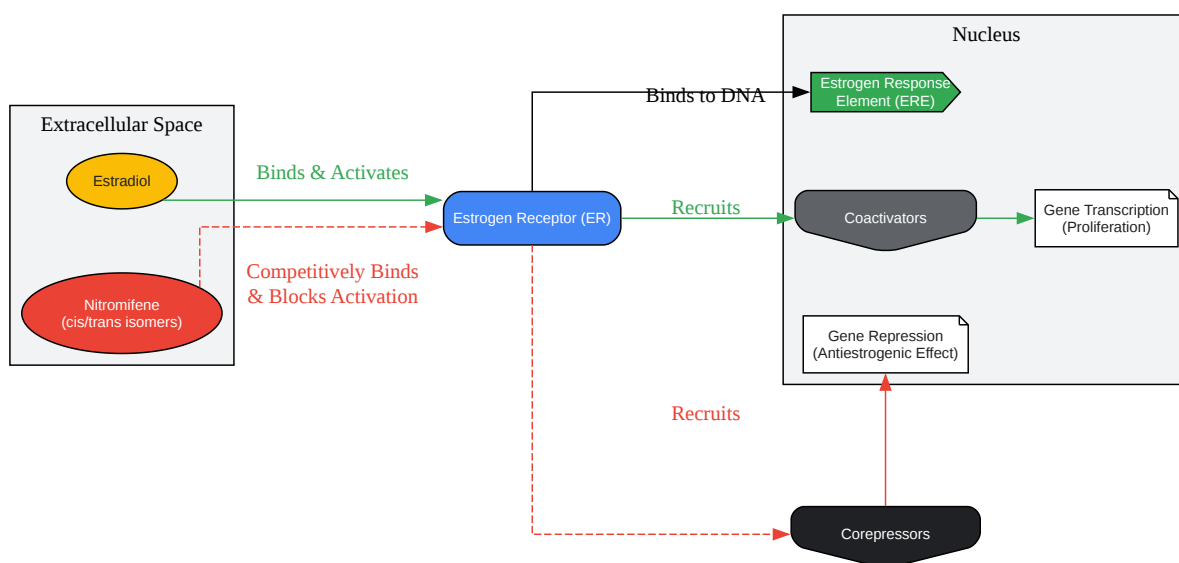 Nucleus
Estrogen Response
Element (ERE)
Binds to DNA
Extracellular Space
Estradiol
Binds & Activates
Estrogen Receptor (ER)
Recruits
Coactivators
Gene Transcription
(Proliferation)
Competitively Binds
& Blocks Activation
Nitromifene
(cis/trans isomers)
Gene Repression
(Antiestrogenic Effect)
Recruits
Corepressors